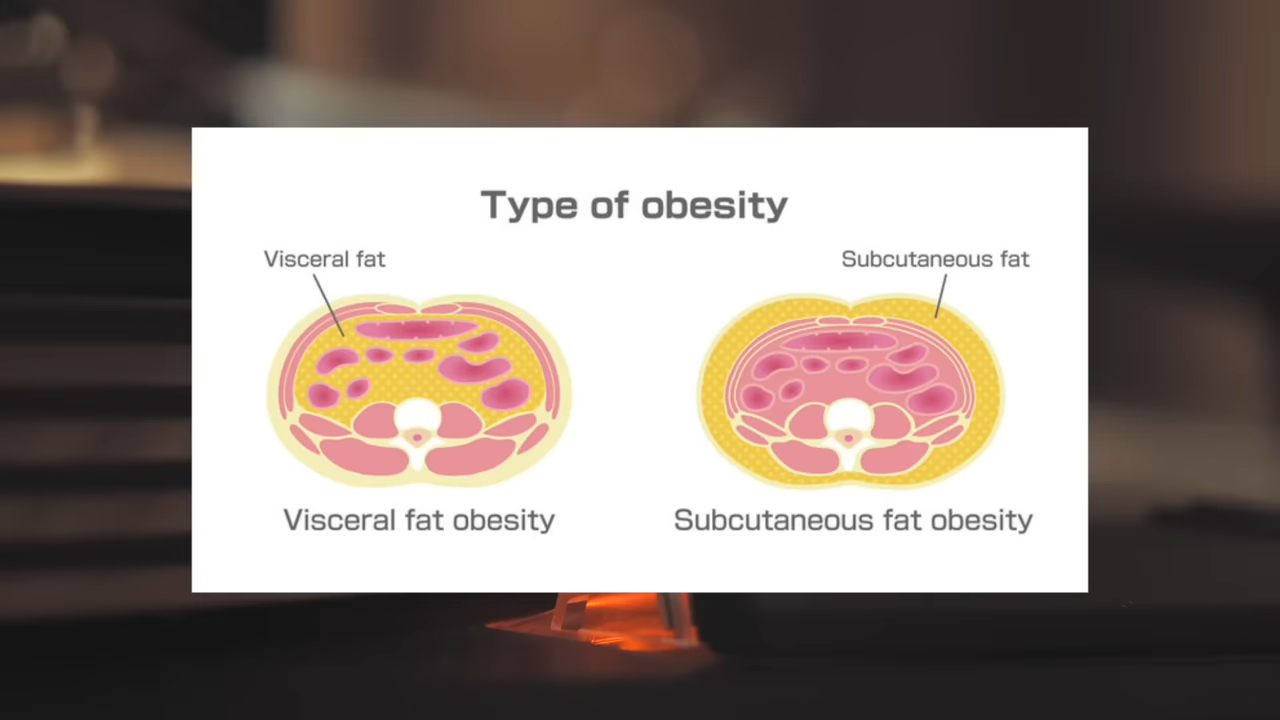 Type of obesity
Visceral fat
Subcutaneous fat
Visceral fat obesity
Subcutaneous fat obesity